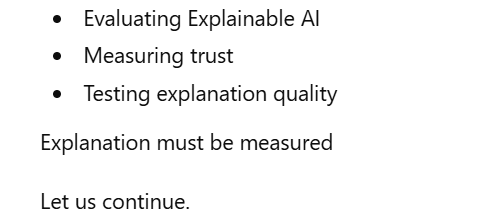 • Evaluating Explainable AI
• Measuring trust
• Testing explanation quality
Explanation must be measured
Let us continue.